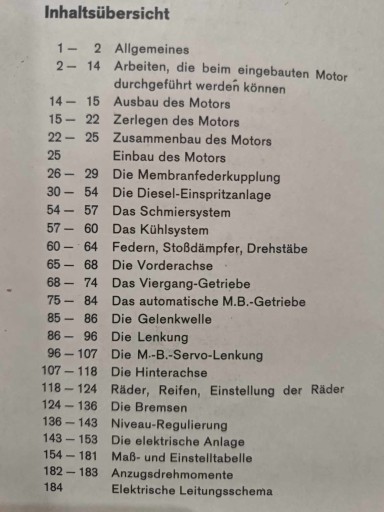 Inhaltsübersicht
1 — 2 Allgemeines
2 — 14 Arbeiten, die beim eingebauten Motor
durchgeführt werden können
14 — 15 Ausbau des Motors
15 — 22 Zerlegen des Motors
22 — 25 Zusammenbau des Motors
25 Einbau des Motors
26 — 29 Die Membranfederkupplung
30 — 54 Die Diesel-Einspritzanlage
54 — 57 Das Schmiersystem
57 — 60 Das Kühlsystem
60 — 64 Federn, Stoßdämpfer, Drehstäbe
65 — 68 Die Vorderachse
68 — 74 Das Viergang-Getriebe
75 — 84 Das automatische M.B.-Getriebe
85 — 86 Die Gelenkwelle
86 — 96 Die Lenkung
96 — 107 Die M.-B.-Servo-Lenkung
107 — 118 Die Hinterachse
118 — 124 Räder, Reifen, Einstellung der Räder
124 — 136 Die Bremsen
136 — 143 Niveau-Regulierung
143 — 153 Die elektrische Anlage
154 — 181 Maß- und Einstelltabelle
182 — 183 Anzugsdrehmomente
184 Elektrische Leitungsschema